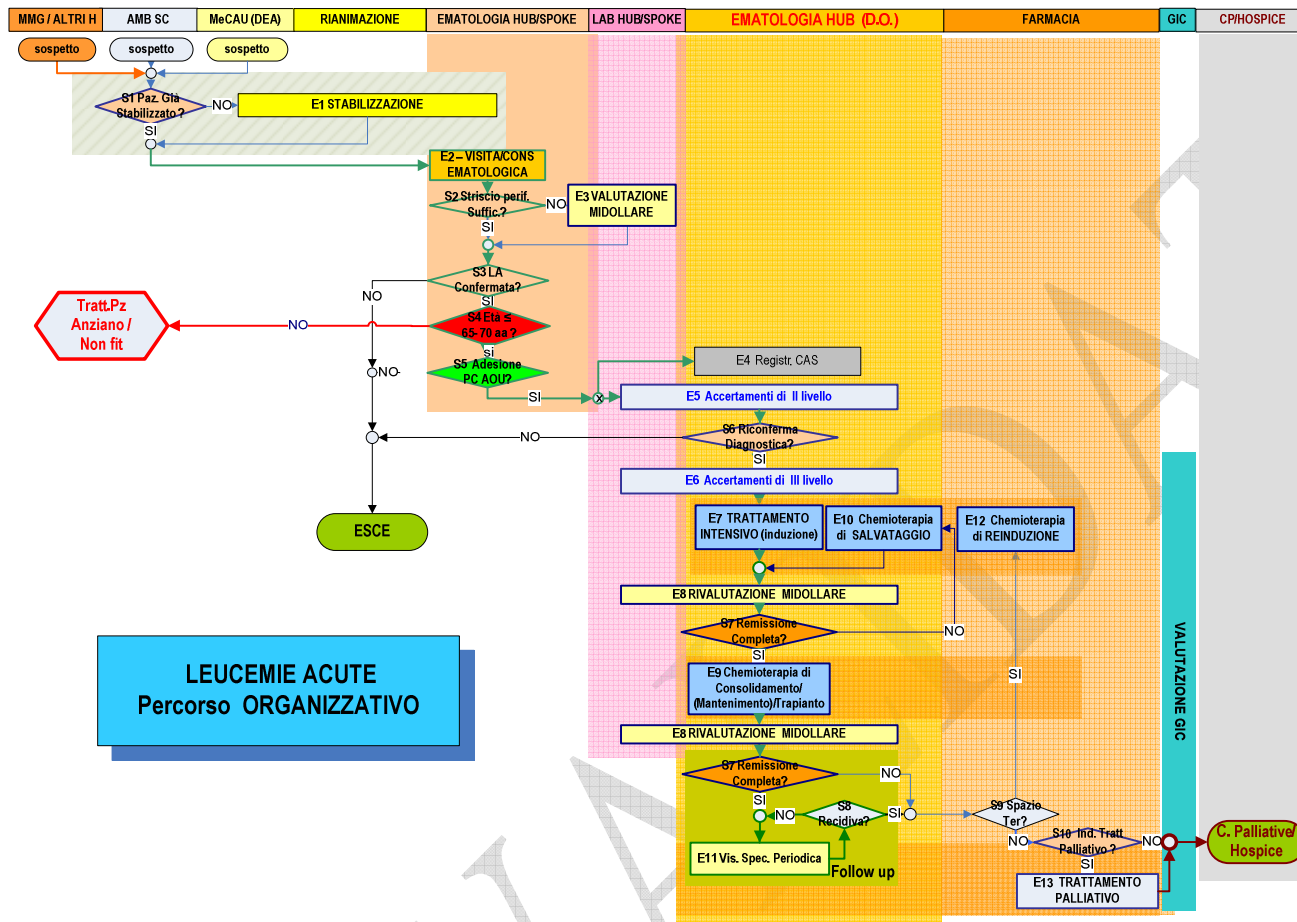 MMG / ALTRI H
AMB SC
MeCAU (DEA)
RIANIMAZIONE
EMATOLOGIA HUB/SPOKE
LAB HUB/SPOKE
EMATOLOGIA HUB (D.O.)
FARMACIA
GIC
CP/HOSPICE
sospetto
sospetto
sospetto
S1 Paz. Già
Stabilizzato ?
NO
E1 STABILIZZAZIONE
SI
E2 – VISITA/CONS
EMATOLOGICA
S2 Striscio perif.
Suffic.?
NO
E3 VALUTAZIONE
MIDOLLARE
SI
S3 LA
Confermata?
NO
SI
Tratt.Pz
Anziano /
Non fit
NO
S4 Età ≤
65-70 aa ?
si
S5 Adesione
PC AOU?
NO
SI
X
E4 Registr. CAS
E5 Accertamenti di II livello
S6 Riconferma
Diagnostica?
NO
SI
E6 Accertamenti di III livello
ESCE
E7 TRATTAMENTO
INTENSIVO (induzione)
E10 Chemioterapia
di SALVATAGGIO
E12 Chemioterapia
di REINDUZIONE
E8 RIVALUTAZIONE MIDOLLARE
S7 Remissione
Completa?
NO
SI
LEUCEMIE ACUTE
Percorso ORGANIZZATIVO
E9 Chemioterapia di
Consolidamento/
(Mantenimento)/Trapianto
SI
VALUTAZIONE GIC
E8 RIVALUTAZIONE MIDOLLARE
S7 Remissione
Completa?
NO
SI
NO
S8
Recidiva?
SI
S9 Spazio
Ter?
NO
S10 Ind. Tratt
Palliativo ?
NO
C. Palliative/
Hospice
SI
E11 Vis. Spec. Periodica
Follow up
E13 TRATTAMENTO
PALLIATIVO